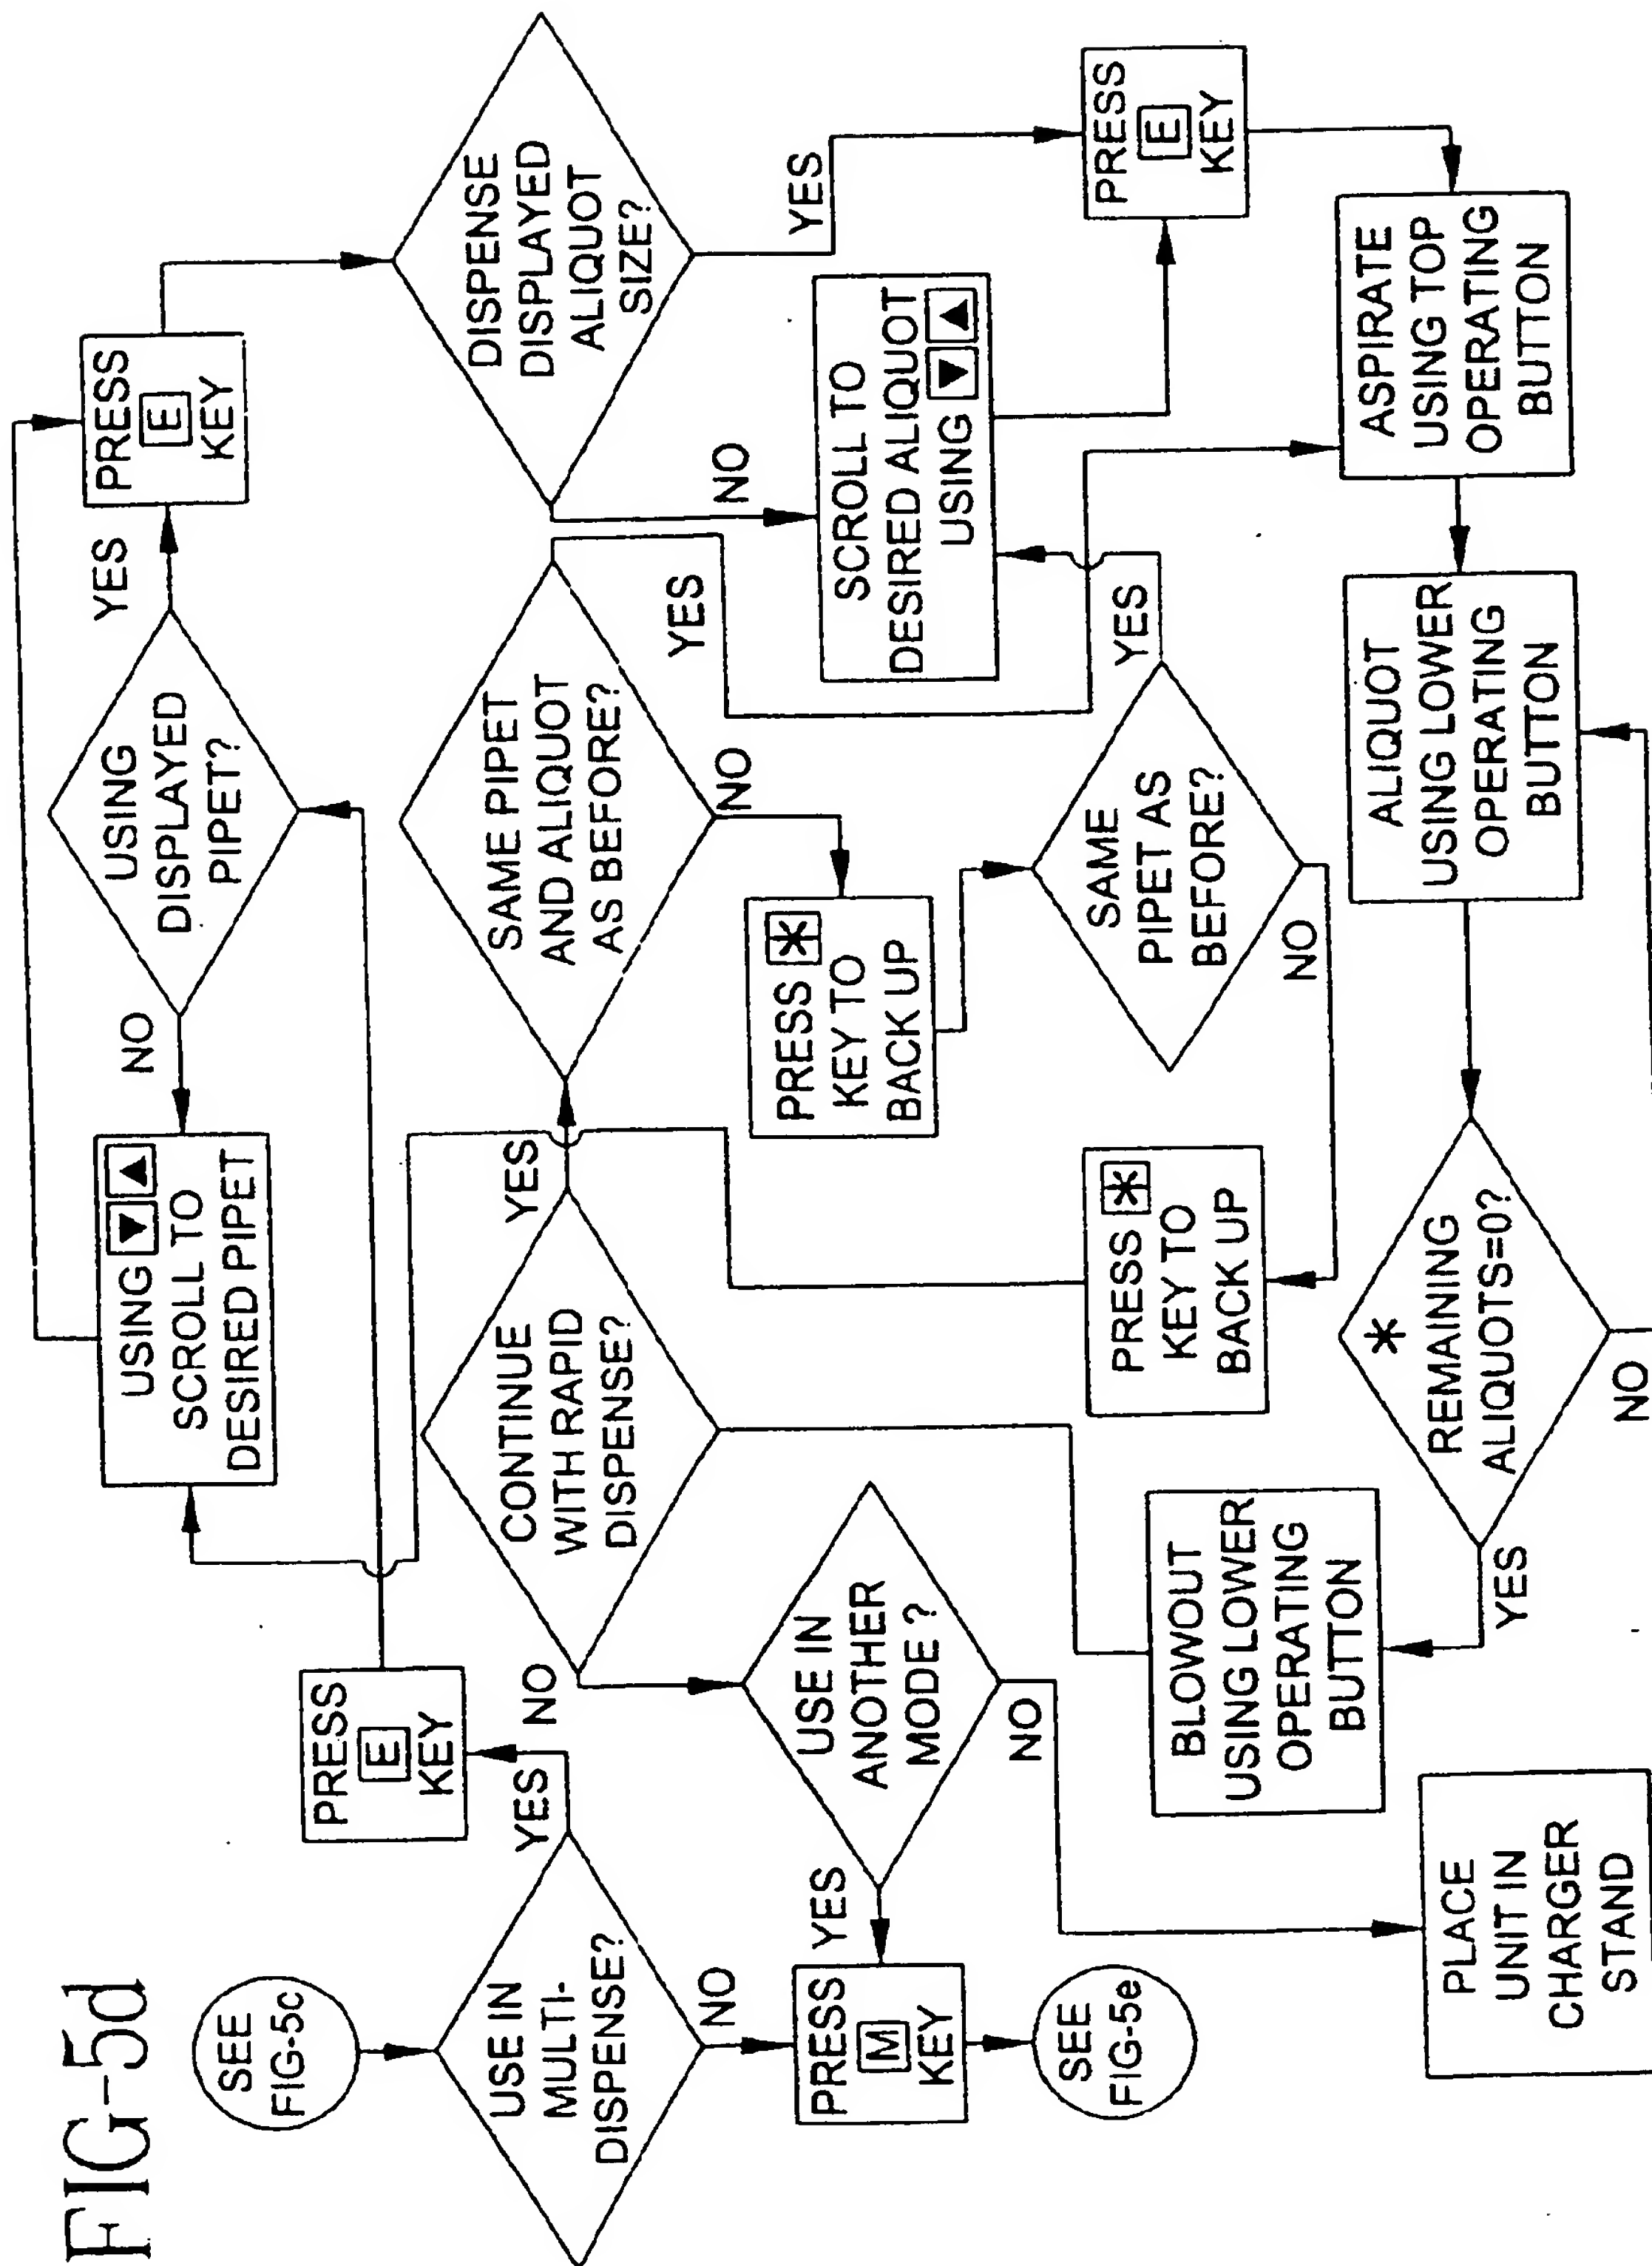 FIG-5d
SEE
FIG-5c
USE IN
MULTI-
DISPENSE?
YES
NO
PRESS
E
KEY
PRESS
M
KEY
SEE
FIG-5e
USING
DISPLAYED
PIPET?
YES
NO
USING ▼ ▲
SCROLL TO
DESIRED PIPET
PRESS
E
KEY
DISPENSE
DISPLAYED
ALIQUOT
SIZE?
YES
NO
SCROLL TO
DESIRED ALIQUOT
USING ▼ ▲
PRESS
E
KEY
ASPIRATE
USING TOP
OPERATING
BUTTON
ALIQUOT
USING LOWER
OPERATING
BUTTON
*
REMAINING
ALIQUOTS=0?
YES
NO
BLOWOUT
USING LOWER
OPERATING
BUTTON
CONTINUE
WITH RAPID
DISPENSE?
YES
NO
SAME PIPET
AND ALIQUOT
AS BEFORE?
YES
NO
PRESS *
KEY TO
BACK UP
SAME
PIPET AS
BEFORE?
YES
NO
PRESS *
KEY TO
BACK UP
USE IN
ANOTHER
MODE ?
YES
NO
PLACE
UNIT IN
CHARGER
STAND